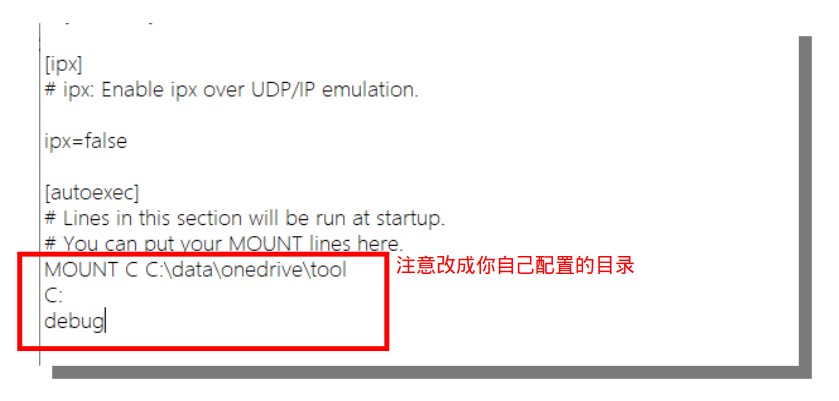 [ipx]
# ipx: Enable ipx over UDP/IP emulation.
ipx=false
[autoexec]
# Lines in this section will be run at startup.
# You can put your MOUNT lines here.
MOUNT C C:\data\onedrive\tool
注意改成你自己配置的目录
C:
debug